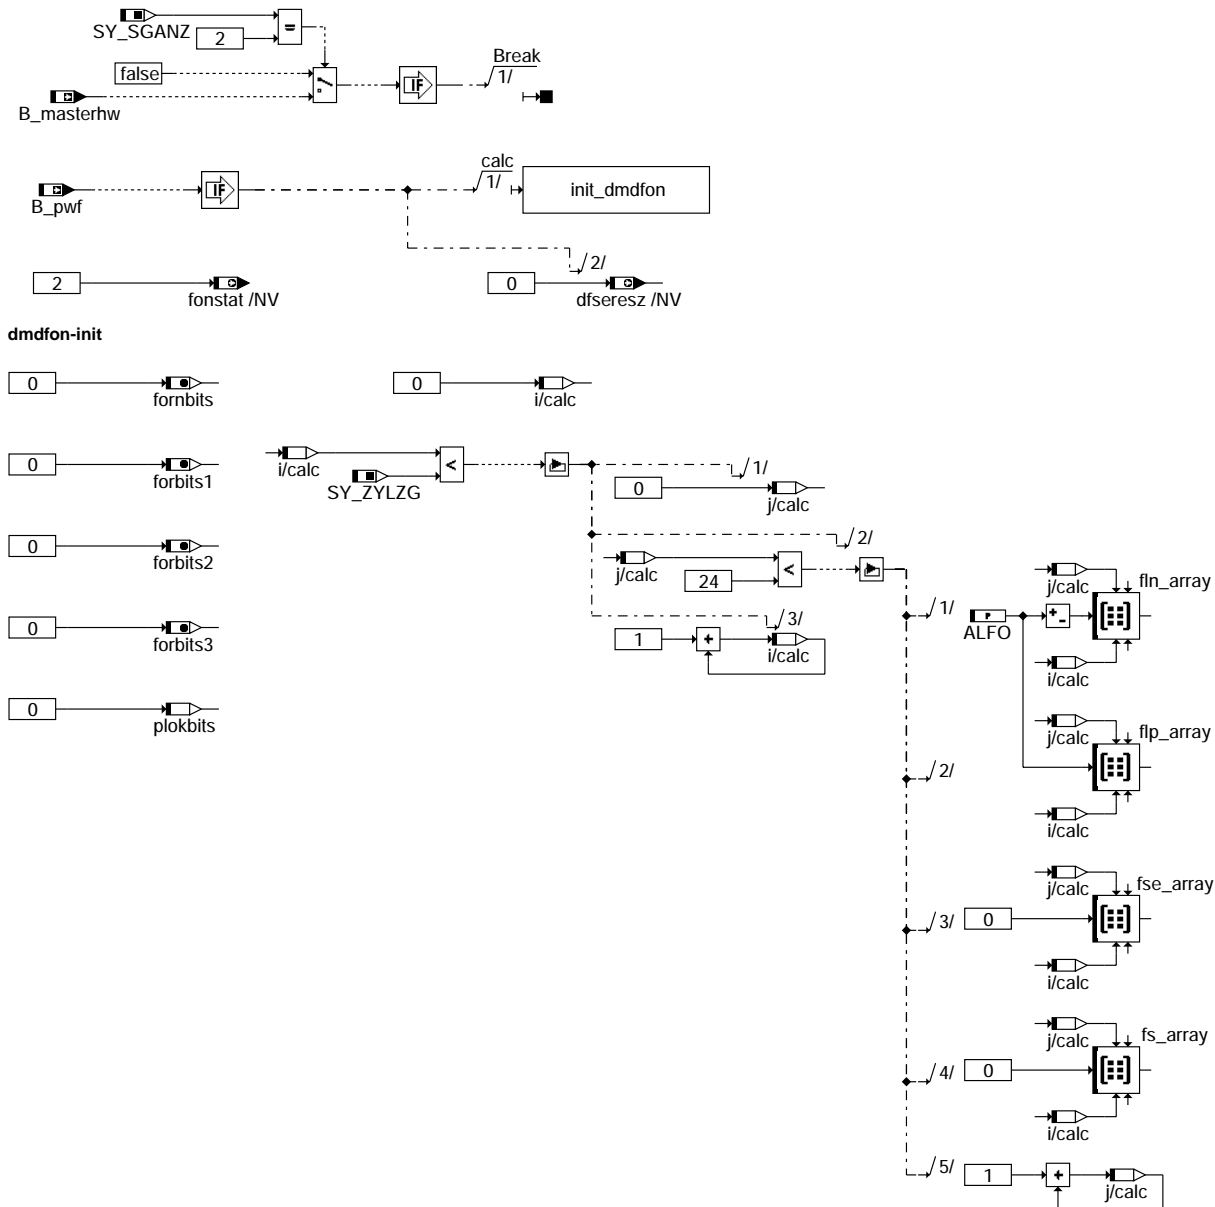 SY_SGANZ
2
=
false
B_masterhw
IF
Break
1/
B_pwf
IF
calc
1/
init_dmdfon
/2/
2
fonstat /NV
0
dfseresz /NV
dmdfon-init
0
fornbits
0
i/calc
0
forbits1
i/calc
SY_ZYLZG
<
/1/
0
j/calc
0
forbits2
/2/
j/calc
24
<
0
forbits3
/3/
1
+
i/calc
0
plokbits
/1/
P
ALFO
+
-
j/calc
fln_array
i/calc
/2/
j/calc
flp_array
i/calc
/3/
0
j/calc
fse_array
i/calc
/4/
0
j/calc
fs_array
i/calc
/5/
1
+
j/calc